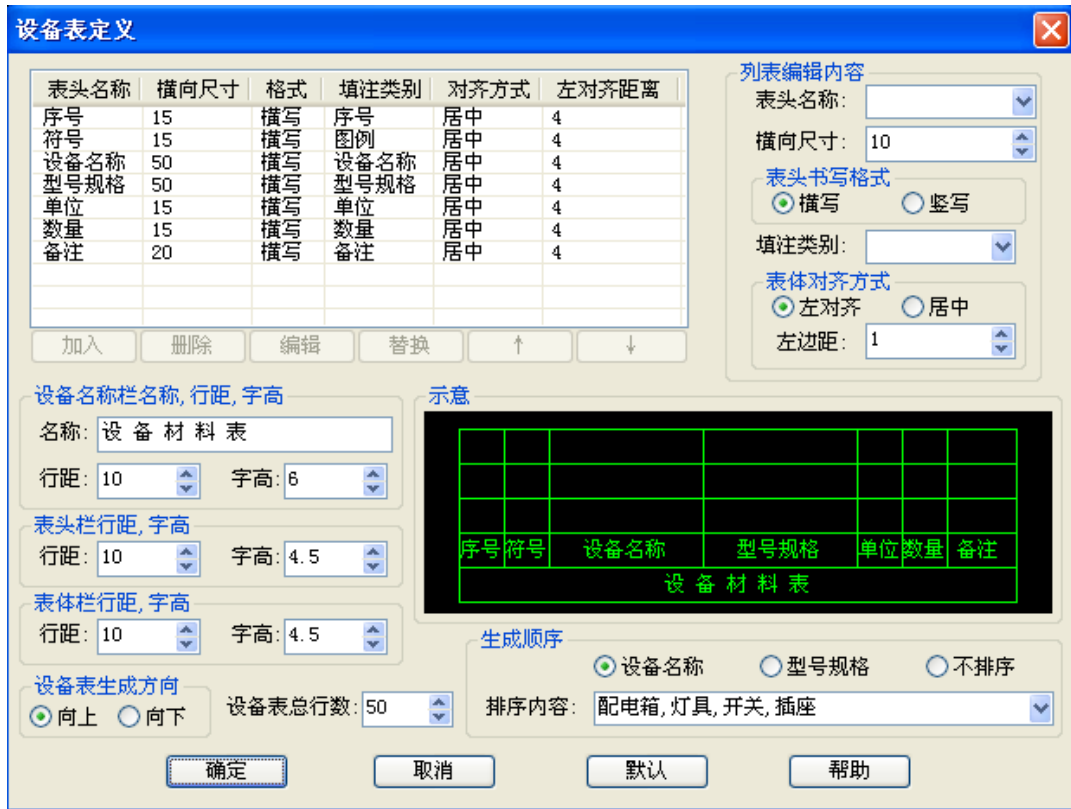 设备表定义
表头名称 横向尺寸 格式 填注类别 对齐方式 左对齐距离
序号 15 横写 序号 居中 4
符号 15 横写 图例 居中 4
设备名称 50 横写 设备名称 居中 4
型号规格 50 横写 型号规格 居中 4
单位 15 横写 单位 居中 4
数量 15 横写 数量 居中 4
备注 20 横写 备注 居中 4
加入 删除 编辑 替换 ↑ ↓
列表编辑内容
表头名称:
横向尺寸: 10
表头书写格式
横写 竖写
填注类别:
表体对齐方式
左对齐 居中
左边距: 1
设备名称栏名称,行距,字高
名称: 设 备 材 料 表
行距: 10 字高: 6
表头栏行距,字高
行距: 10 字高: 4.5
表体栏行距,字高
行距: 10 字高: 4.5
设备表生成方向
向上 向下
设备表总行数: 50
示意
序号 符号 设备名称 型号规格 单位 数量 备注
设 备 材 料 表
生成顺序
设备名称 型号规格 不排序
排序内容: 配电箱,灯具,开关,插座
确定 取消 默认 帮助